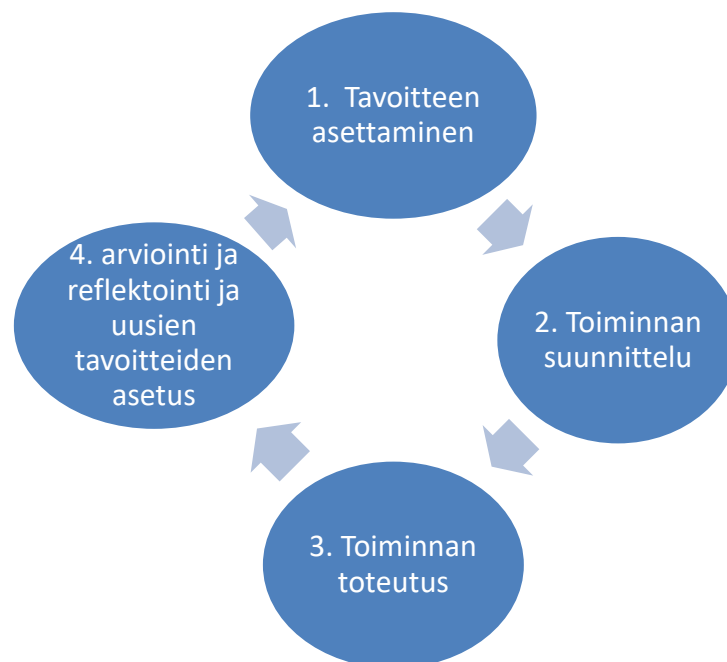 1. Tavoitteen
asettaminen
2. Toiminnan
suunnittelu
3. Toiminnan
toteutus
4. arviointi ja
reflektointi ja
uusien
tavoitteiden
asetus